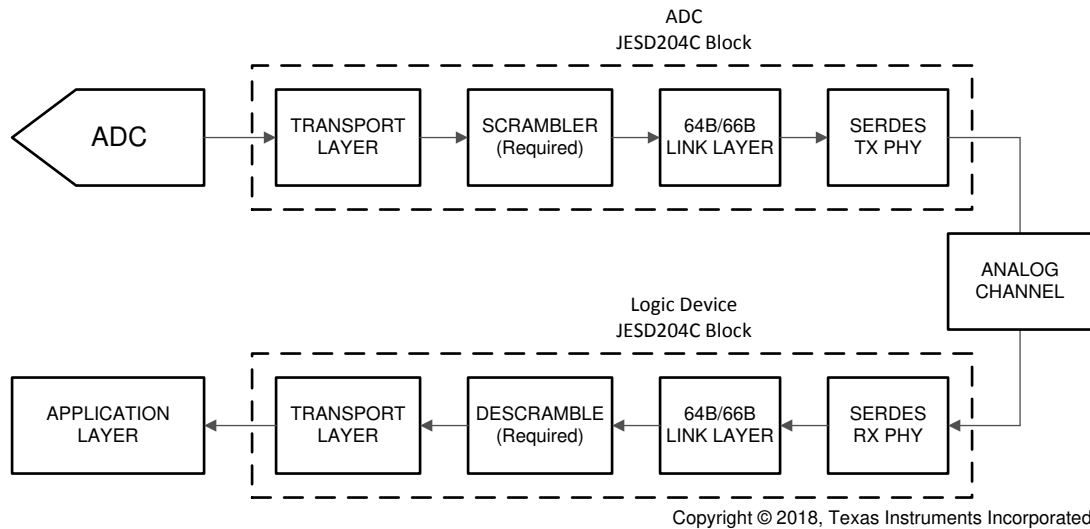 ADC
JESD204C Block
ADC
TRANSPORT
LAYER
SCRAMBLER
(Required)
64B/66B
LINK LAYER
SERDES
TX PHY
ANALOG
CHANNEL
Logic Device
JESD204C Block
APPLICATION
LAYER
TRANSPORT
LAYER
DESCRAMBLE
(Required)
64B/66B
LINK LAYER
SERDES
RX PHY
Copyright © 2018, Texas Instruments Incorporated